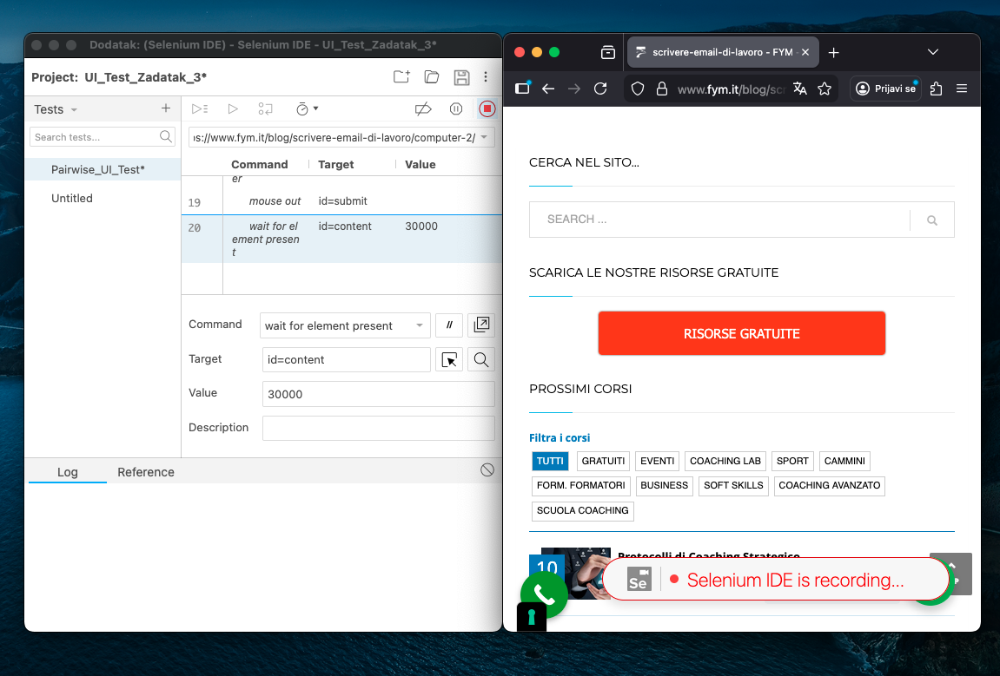 Dodatak: (Selenium IDE) - Selenium IDE - UI_Test_Zadatak_3*
Project: UI_Test_Zadatak_3*
Tests
Search tests...
Pairwise_UI_Test*
Untitled
s://www.fym.it/blog/scrivere-email-di-lavoro/computer-2/
Command Target Value
er
19 mouse out id=submit
20 wait for el id=content 30000
ement presen
t
Command wait for element present //
Target id=content
Value 30000
Description
Log Reference
scrivere-email-di-lavoro - FYM -
www.fym.it/blog/scr
Prijavi se
CERCA NEL SITO...
SEARCH ...
SCARICA LE NOSTRE RISORSE GRATUITE
RISORSE GRATUITE
PROSSIMI CORSI
Filtra i corsi
TUTTI GRATUITI EVENTI COACHING LAB SPORT CAMMINI
FORM. FORMATORI BUSINESS SOFT SKILLS COACHING AVANZATO
SCUOLA COACHING
10 Protocolli di Coaching Strategico
Se Selenium IDE is recording...